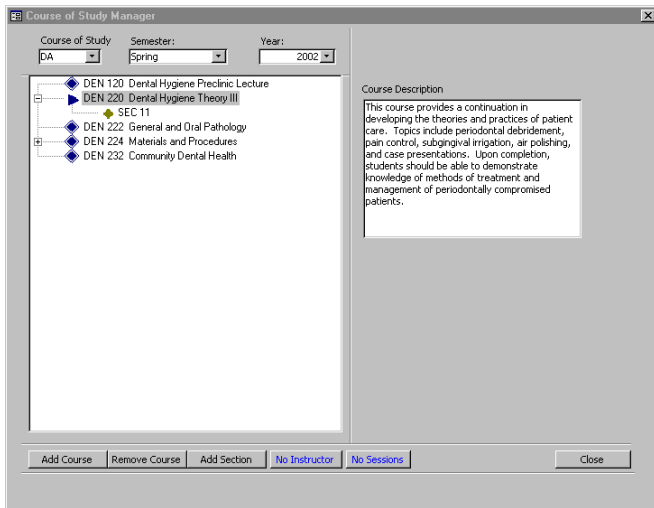 Course of Study Manager
Course of Study Semester: Year:
DA Spring 2002
DEN 120 Dental Hygiene Preclinic Lecture
DEN 220 Dental Hygiene Theory III
SEC 11
DEN 222 General and Oral Pathology
DEN 224 Materials and Procedures
DEN 232 Community Dental Health
Course Description
This course provides a continuation in
developing the theories and practices of patient
care. Topics include periodontal debridement,
pain control, subgingival irrigation, air polishing,
and case presentations. Upon completion,
students should be able to demonstrate
knowledge of methods of treatment and
management of periodontally compromised
patients.
Add Course Remove Course Add Section No Instructor No Sessions Close